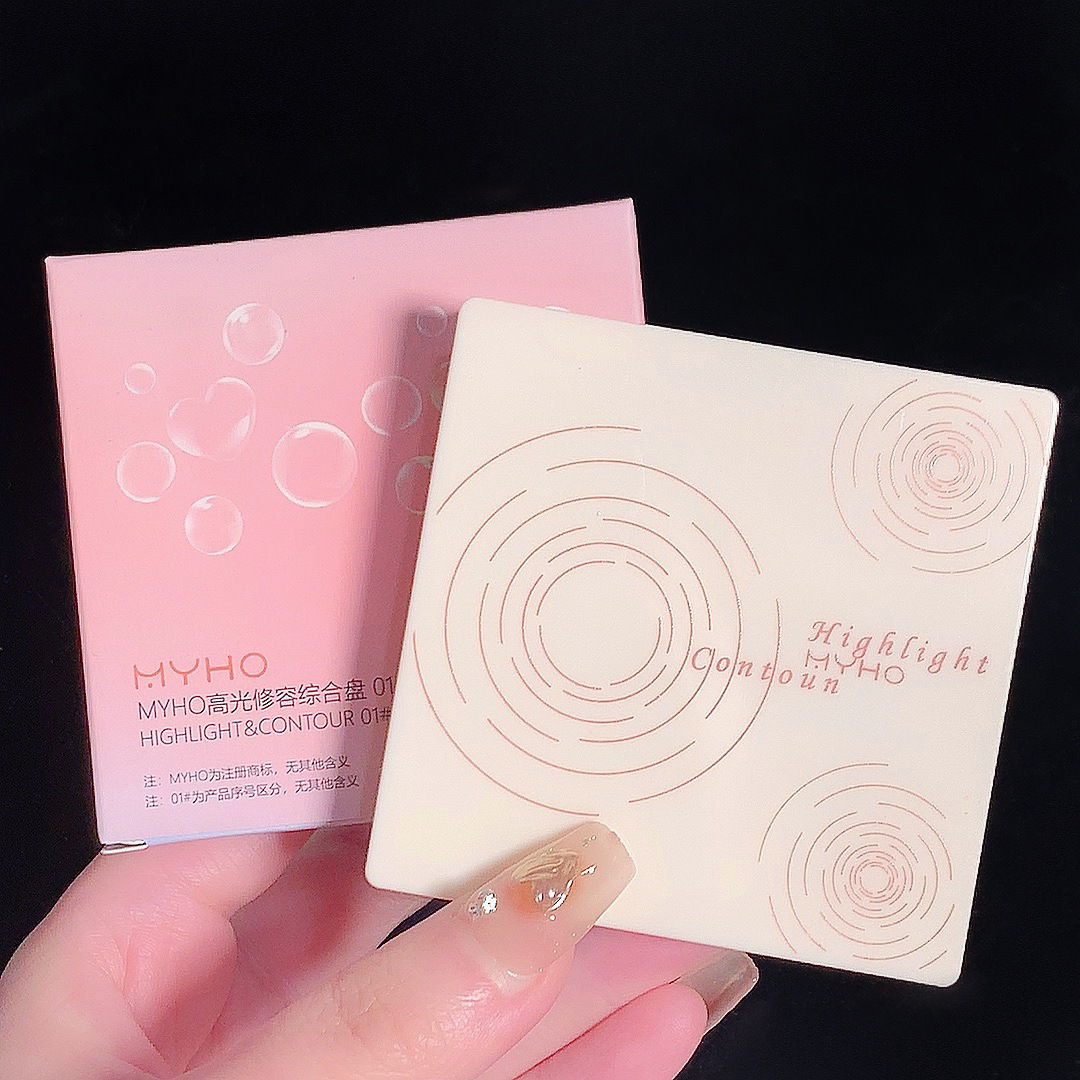 MYHO
MYHO高光修容综合盘 01
HIGHLIGHT&CONTOUR 01#
注：MYHO为注册商标，无其他含义
注：01#为产品序号区分，无其他含义
Highlight
MYHO
Contoun